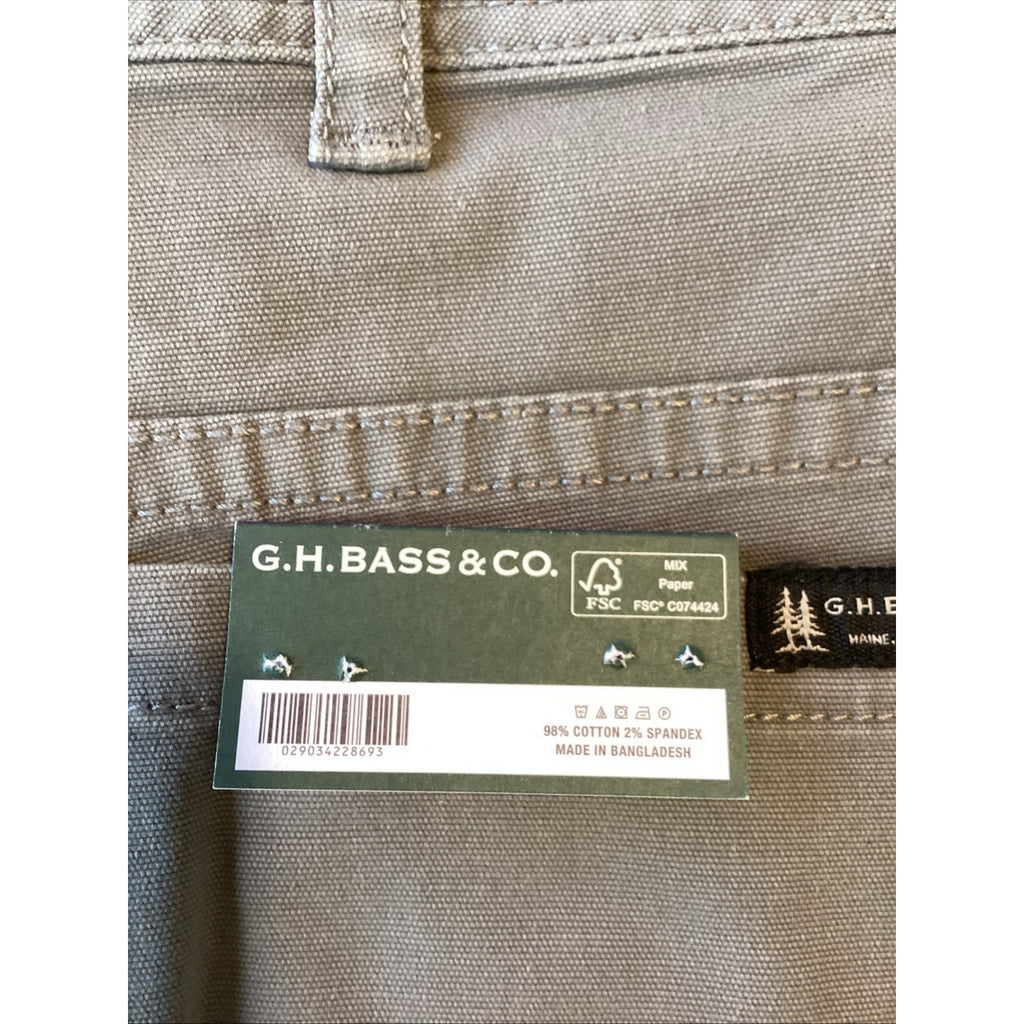 G.H.BASS & CO.
MIX
Paper
FSC
FSC® C074424
G.H.
MAINE.
029034228693
98% COTTON 2% SPANDEX
MADE IN BANGLADESH